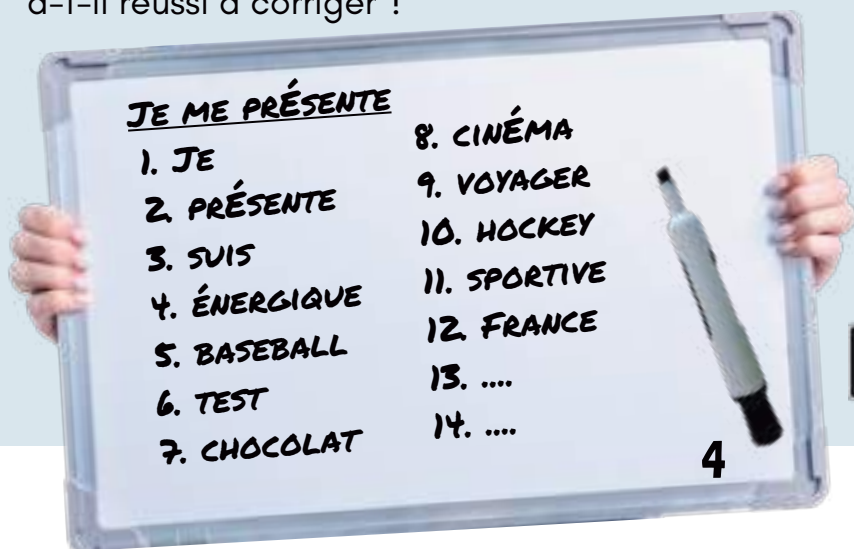 a-t-il réussi à corriger !
Je me présente
1. Je
2. présente
3. suis
4. énergique
5. baseball
6. test
7. chocolat
8. cinéma
9. voyager
10. hockey
11. sportive
12. France
13. ....
14. ....
4